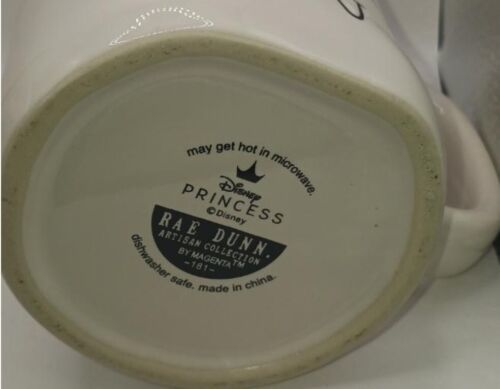 may get hot in microwave.
Disney
PRINCESS
©Disney
RAE DUNN.
ARTISAN COLLECTION
BY MAGENTA™
-181-
dishwasher safe. made in china.